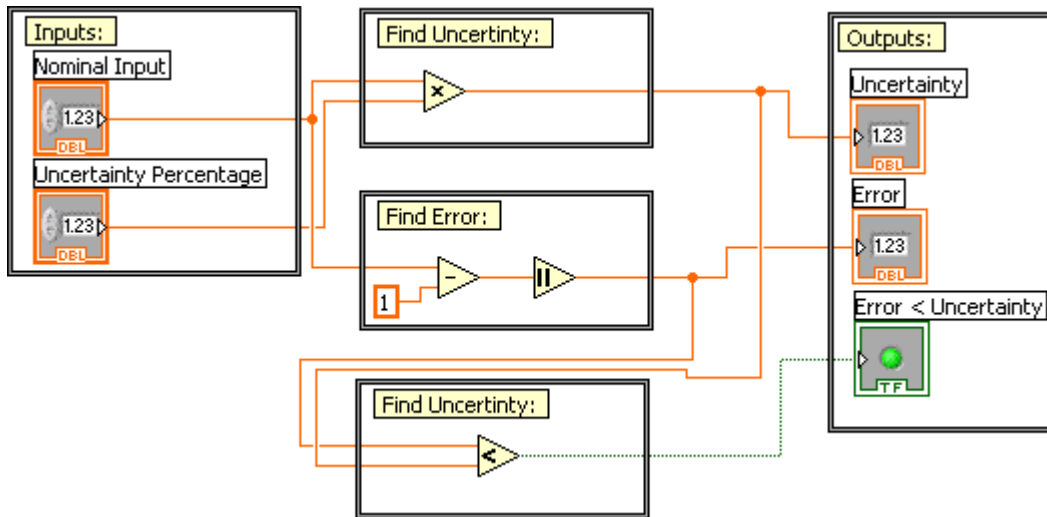 Inputs:
Nominal Input
1.23
DBL
Uncertainty Percentage
1.23
DBL
Find Uncertinty:
×
Find Error:
1
-
||
Find Uncertinty:
<
Outputs:
Uncertainty
1.23
DBL
Error
1.23
DBL
Error < Uncertainty
TF